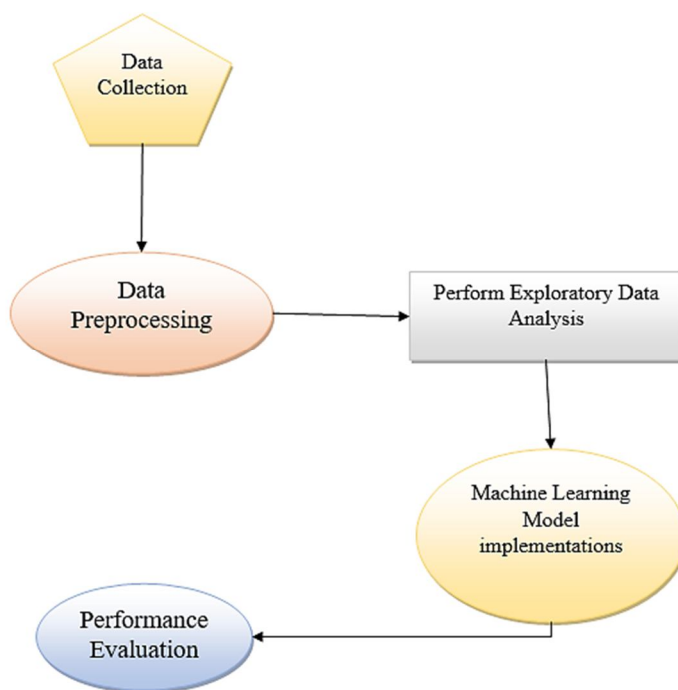 Data
Collection
Data
Preprocessing
Perform Exploratory Data
Analysis
Machine Learning
Model
implementations
Performance
Evaluation